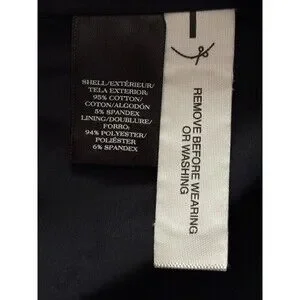 SHELL/EXTÉRIEUR/
TELA EXTERIOR:
95% COTTON/
COTON/ALGODÓN
5% SPANDEX
LINING/DOUBLURE/
FORRO:
94% POLYESTER/
POLIÉSTER
6% SPANDEX
REMOVE BEFORE WEARING
OR WASHING